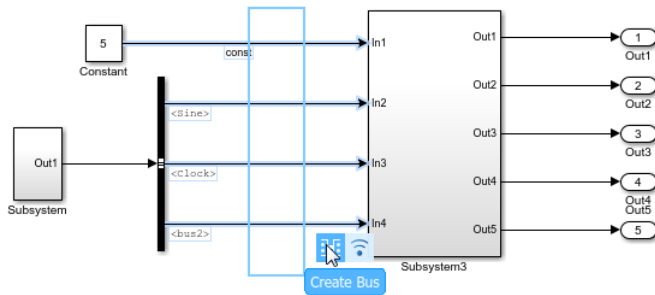 5
Constant
const
In1
Out1
1
Out1
<Sine>
In2
Out2
2
Out2
Out1
Subsystem
<Clock>
In3
Out3
3
Out3
<bus2>
In4
Out4
4
Out4
Out5
Out5
5
Subsystem3
Create Bus